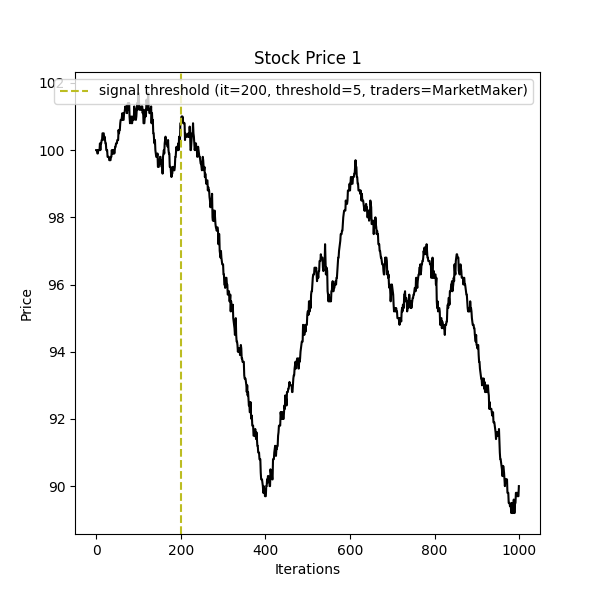 Stock Price 1
signal threshold (it=200, threshold=5, traders=MarketMaker)
102
100
98
96
94
92
90
Price
0 200 400 600 800 1000
Iterations